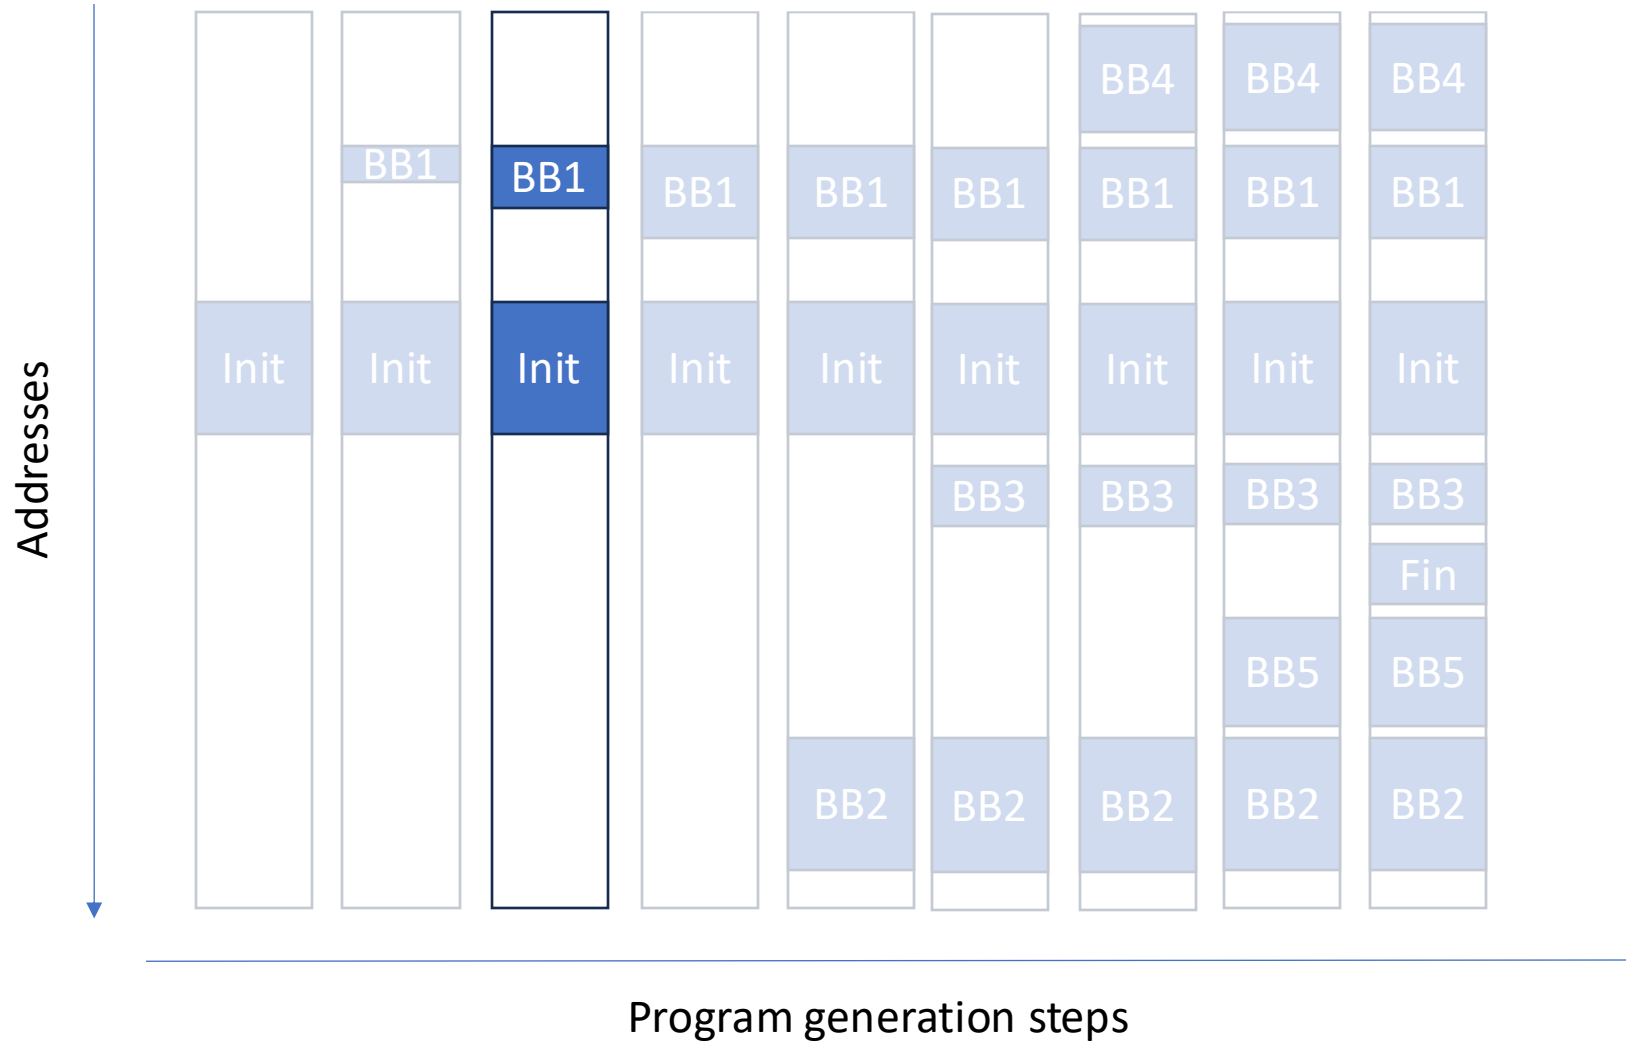 BB4 BB4 BB4
BB1 BB1 BB1 BB1 BB1 BB1 BB1 BB1
Init Init Init Init Init Init Init Init Init
BB3 BB3 BB3 BB3
Fin
BB5 BB5
BB2 BB2 BB2 BB2 BB2
Addresses
Program generation steps